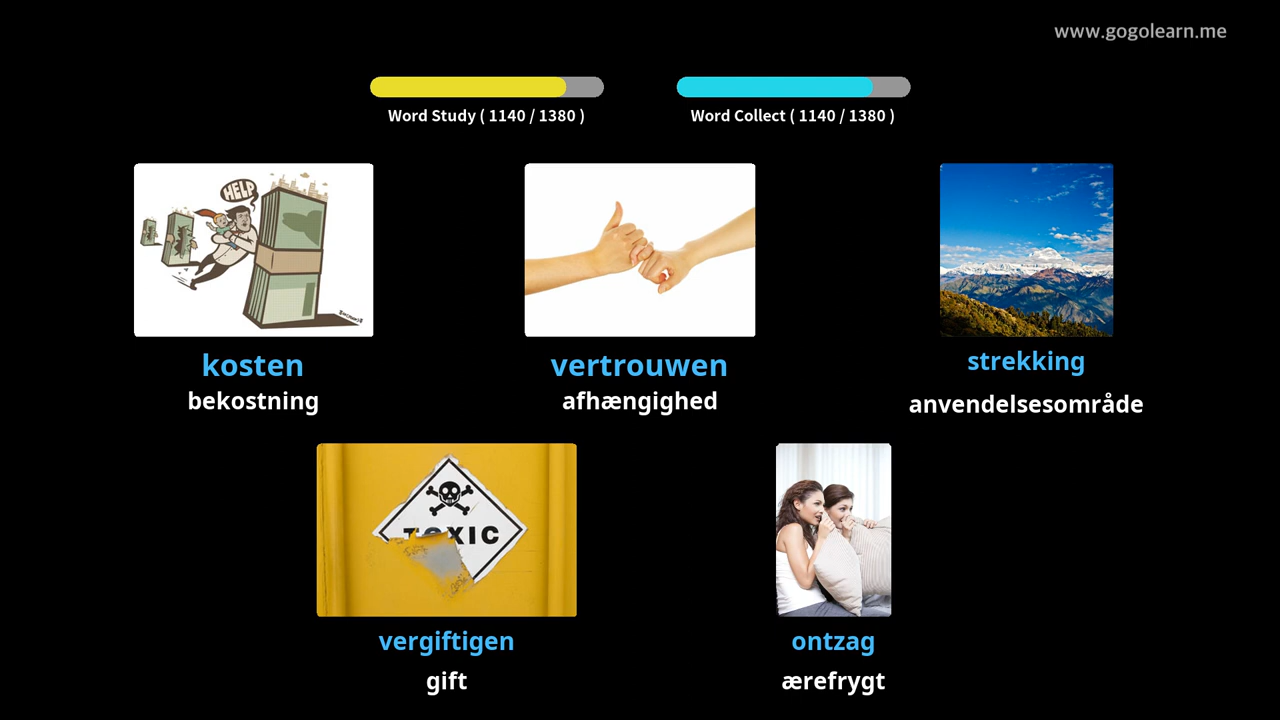 www.gogolearn.me
Word Study ( 1140 / 1380 )
Word Collect ( 1140 / 1380 )
HELP
kosten
bekostning
vertrouwen
afhængighed
strekking
anvendelsesområde
TOXIC
vergiftigen
gift
ontzag
ærefrygt